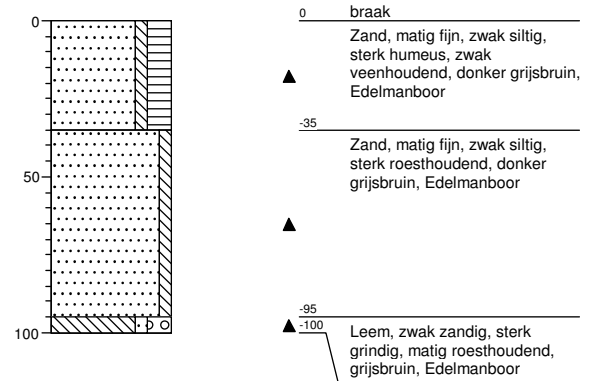 0
50
100
0
braak
Zand, matig fijn, zwak siltig,
sterk humeus, zwak
veenhoudend, donker grijsbruin,
Edelmanboor
-35
Zand, matig fijn, zwak siltig,
sterk roesthoudend, donker
grijsbruin, Edelmanboor
-95
-100
Leem, zwak zandig, sterk
grindig, matig roesthoudend,
grijsbruin, Edelmanboor